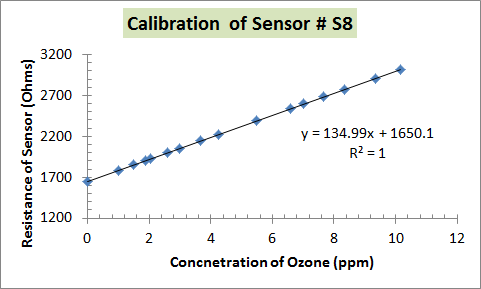 Calibration of Sensor # S8
Resistance of Sensor (Ohms)
3200
2700
2200
1700
1200
y = 134.99x + 1650.1
R² = 1
0
2
4
6
8
10
12
Concnetration of Ozone (ppm)